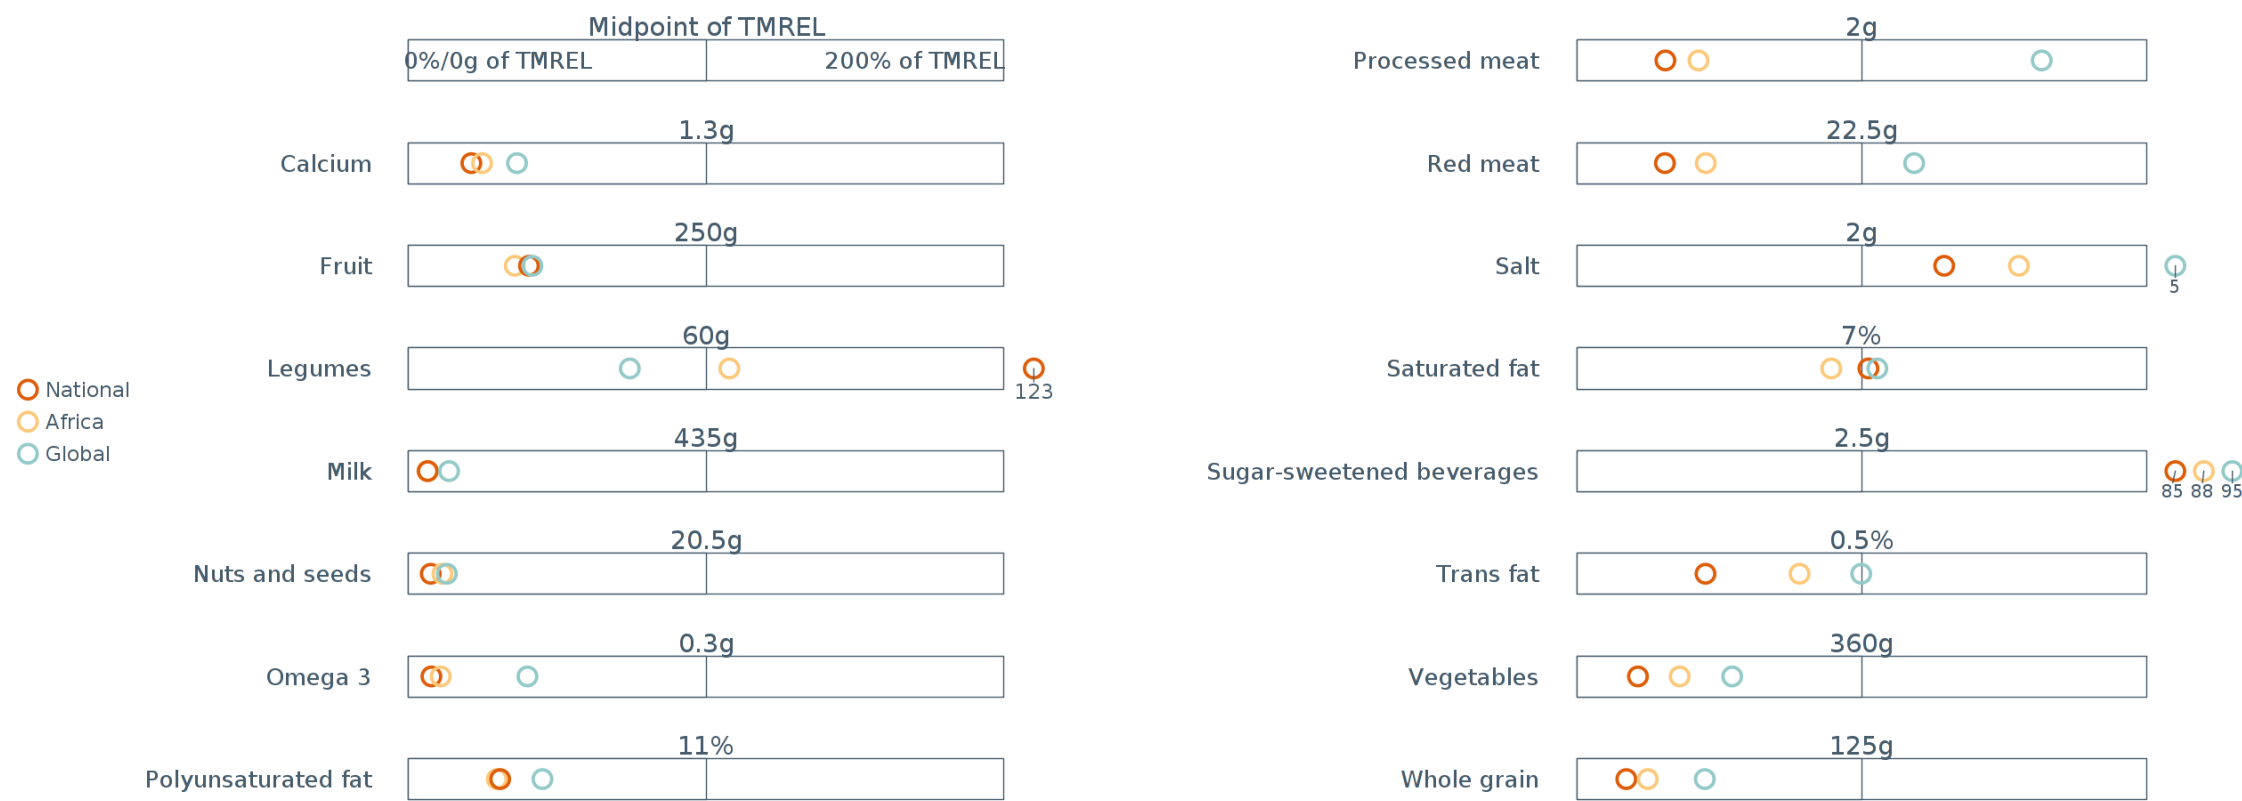 Midpoint of TMREL
0%/0g of TMREL 200% of TMREL
1.3g
Calcium
250g
Fruit
60g
Legumes
123
435g
Milk
20.5g
Nuts and seeds
0.3g
Omega 3
11%
Polyunsaturated fat
National
Africa
Global
2g
Processed meat
22.5g
Red meat
2g
Salt
5
7%
Saturated fat
2.5g
Sugar-sweetened beverages
85 88 95
0.5%
Trans fat
360g
Vegetables
125g
Whole grain